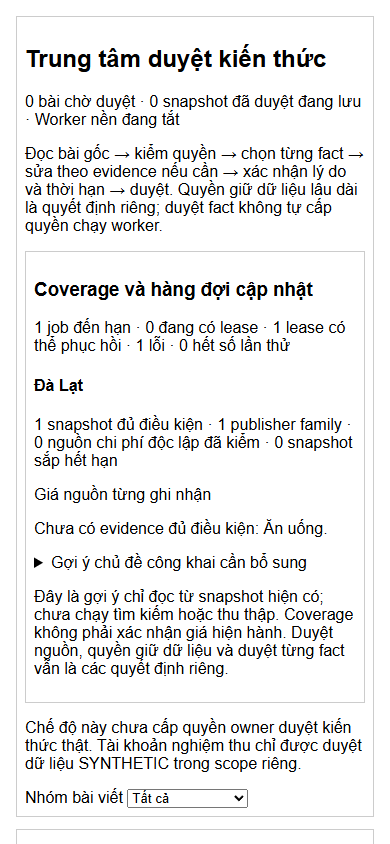 Trung tâm duyệt kiến thức
0 bài chờ duyệt · 0 snapshot đã duyệt đang lưu
· Worker nền đang tắt
Đọc bài gốc → kiểm quyền → chọn từng fact →
sửa theo evidence nếu cần → xác nhận lý do
và thời hạn → duyệt. Quyền giữ dữ liệu lâu dài
là quyết định riêng; duyệt fact không tự cấp
quyền chạy worker.
Coverage và hàng đợi cập nhật
1 job đến hạn · 0 đang có lease · 1 lease có
thể phục hồi · 1 lỗi · 0 hết số lần thử
Đà Lạt
1 snapshot đủ điều kiện · 1 publisher family ·
0 nguồn chi phí độc lập đã kiểm · 0 snapshot
sắp hết hạn
Giá nguồn từng ghi nhận
Chưa có evidence đủ điều kiện: Ăn uống.
▶ Gợi ý chủ đề công khai cần bổ sung
Đây là gợi ý chỉ đọc từ snapshot hiện có;
chưa chạy tìm kiếm hoặc thu thập. Coverage
không phải xác nhận giá hiện hành. Duyệt
nguồn, quyền giữ dữ liệu và duyệt từng fact
vẫn là các quyết định riêng.
Chế độ này chưa cấp quyền owner duyệt kiến
thức thật. Tài khoản nghiệm thu chỉ được duyệt
dữ liệu SYNTHETIC trong scope riêng.
Nhóm bài viết Tất cả